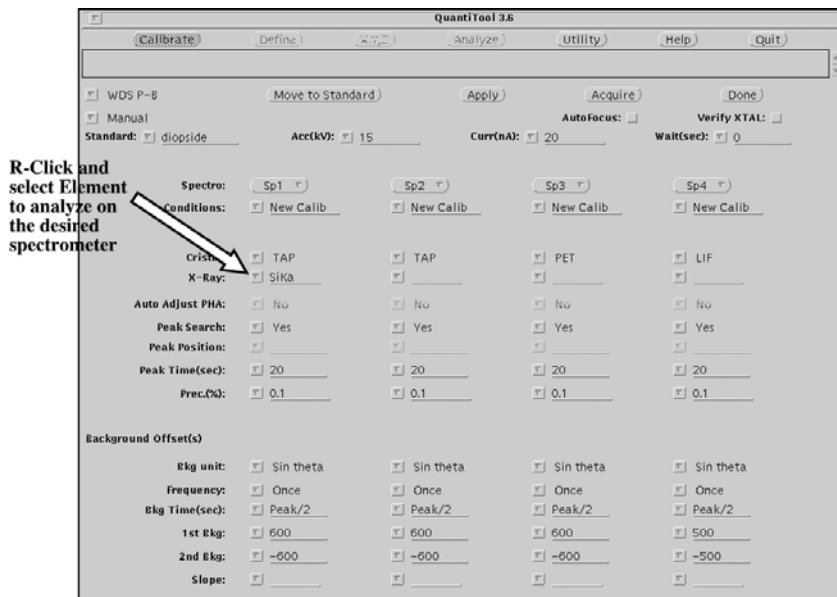 QuantiTool 3.6
Calibrate Define X,Y,Z Analyze Utility Help Quit
WDS P-B Move to Standard Apply Acquire Done
Manual AutoFocus: Verify XTAL:
Standard: diopside Acc(kV): 15 Curr(nA): 20 Wait(sec): 0
R-Click and
select Element
to analyze on
the desired
spectrometer
Spectro: Sp1 Sp2 Sp3 Sp4
Conditions: New Calib New Calib New Calib New Calib
TAP TAP PET LIF
X-Ray: SiKa
Auto Adjust PHA: No No No No
Peak Search: Yes Yes Yes Yes
Peak Position:
Peak Time(sec): 20 20 20 20
Prec.(%): 0.1 0.1 0.1 0.1
Background Offset(s)
Bkg unit: Sin theta Sin theta Sin theta Sin theta
Frequency: Once Once Once Once
Bkg Time(sec): Peak/2 Peak/2 Peak/2 Peak/2
1st Bkg: 600 600 600 500
2nd Bkg: -600 -600 -600 -500
Slope: